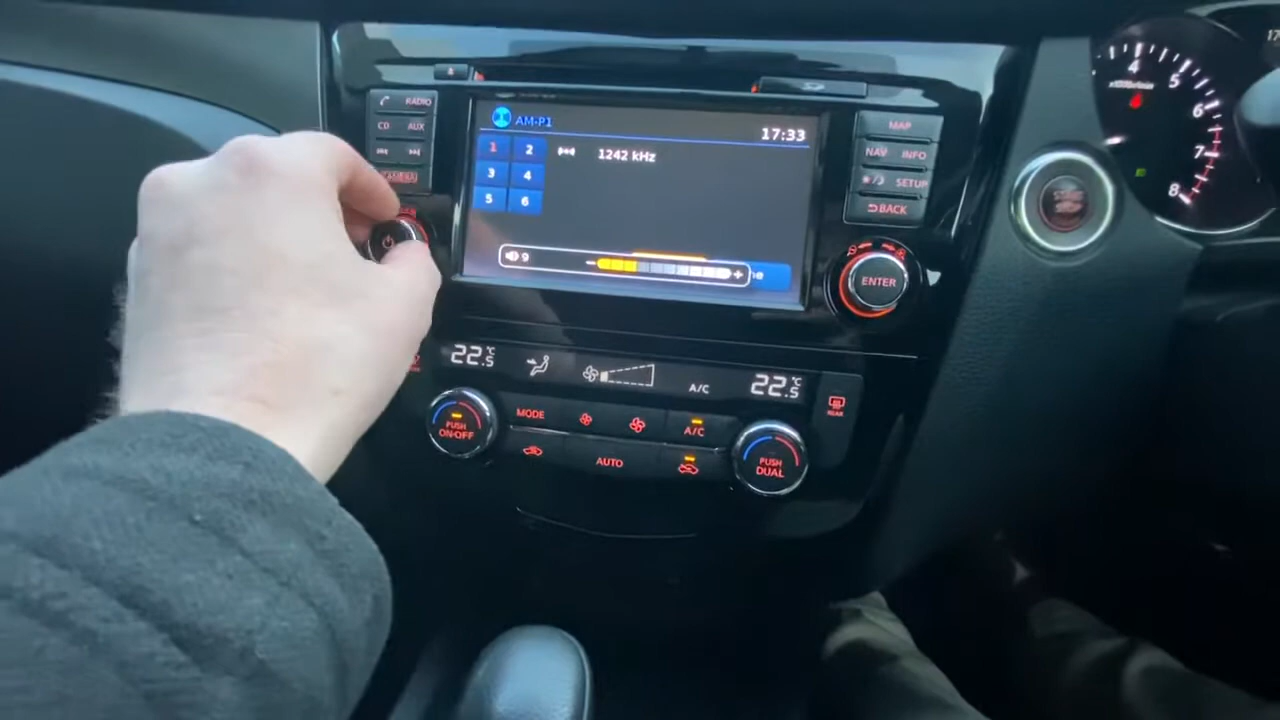 RADIO
CD AUX
CAMERA
AM-P1
17:33
1 2
3 4
5 6
1242 kHz
9
- +
MAP
NAV INFO
SETUP
BACK
ENTER
4
5
6
7
8
22.5 °C
A/C
22.5 °C
PUSH
ON·OFF
MODE
A/C
AUTO
PUSH
DUAL
REAR